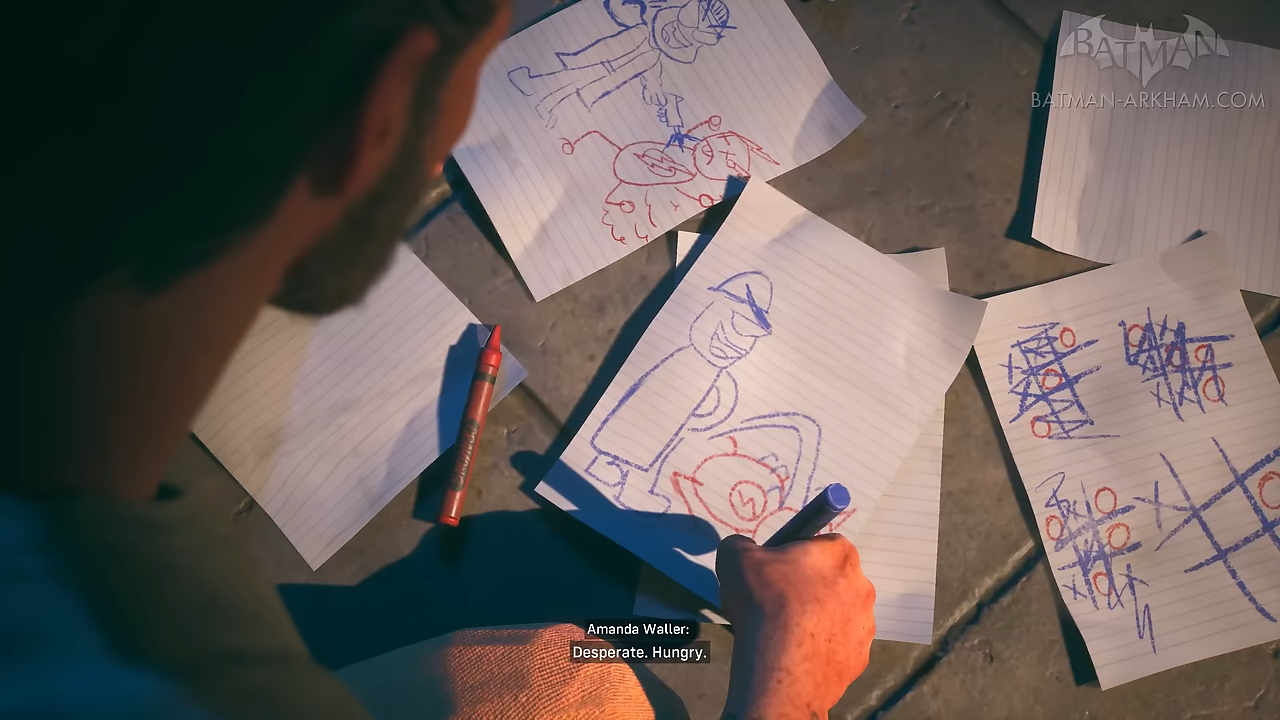 BATMAN
BATMAN-ARKHAM.COM
Amanda Waller:
Desperate. Hungry.